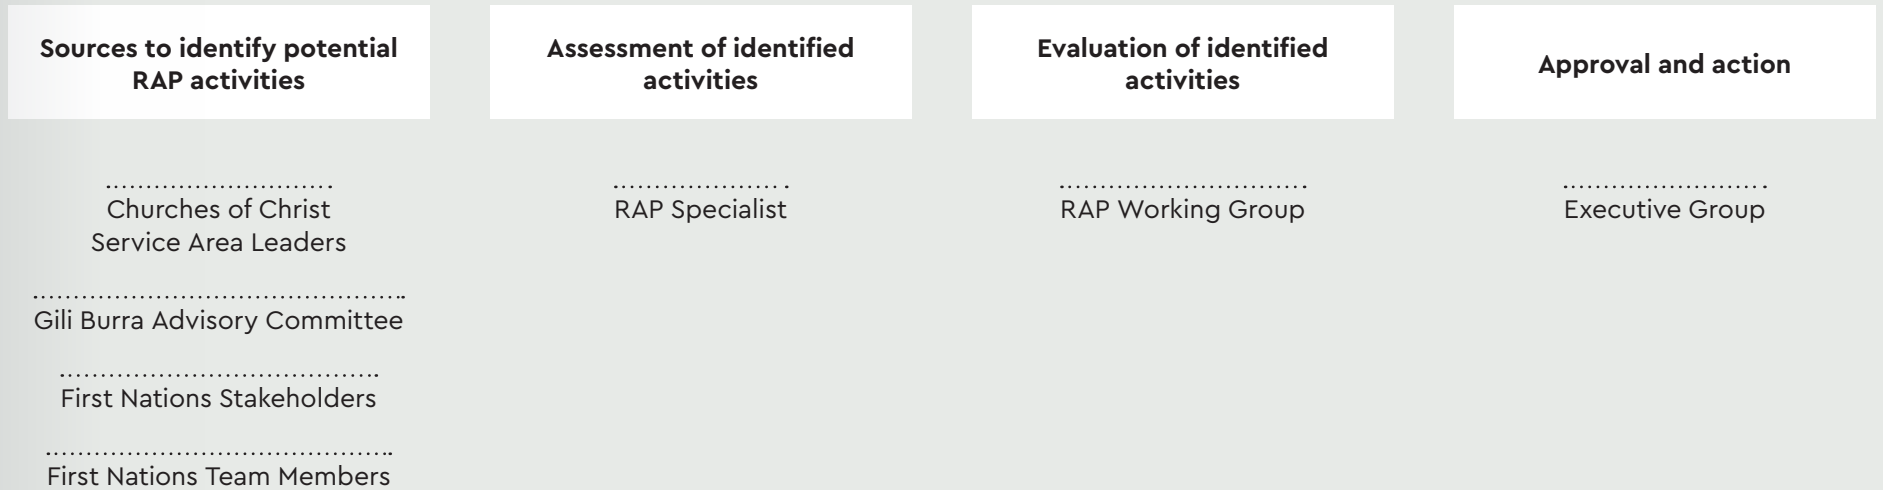 Sources to identify potential
RAP activities
Churches of Christ
Service Area Leaders
Gili Burra Advisory Committee
First Nations Stakeholders
First Nations Team Members
Assessment of identified
activities
RAP Specialist
Evaluation of identified
activities
RAP Working Group
Approval and action
Executive Group